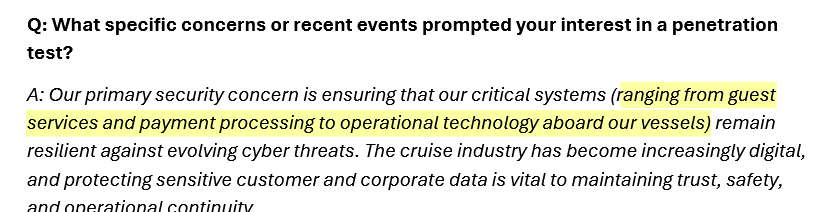 Q: What specific concerns or recent events prompted your interest in a penetration
test?
A: Our primary security concern is ensuring that our critical systems (ranging from guest
services and payment processing to operational technology aboard our vessels) remain
resilient against evolving cyber threats. The cruise industry has become increasingly digital,
and protecting sensitive customer and corporate data is vital to maintaining trust, safety,
and operational continuity.